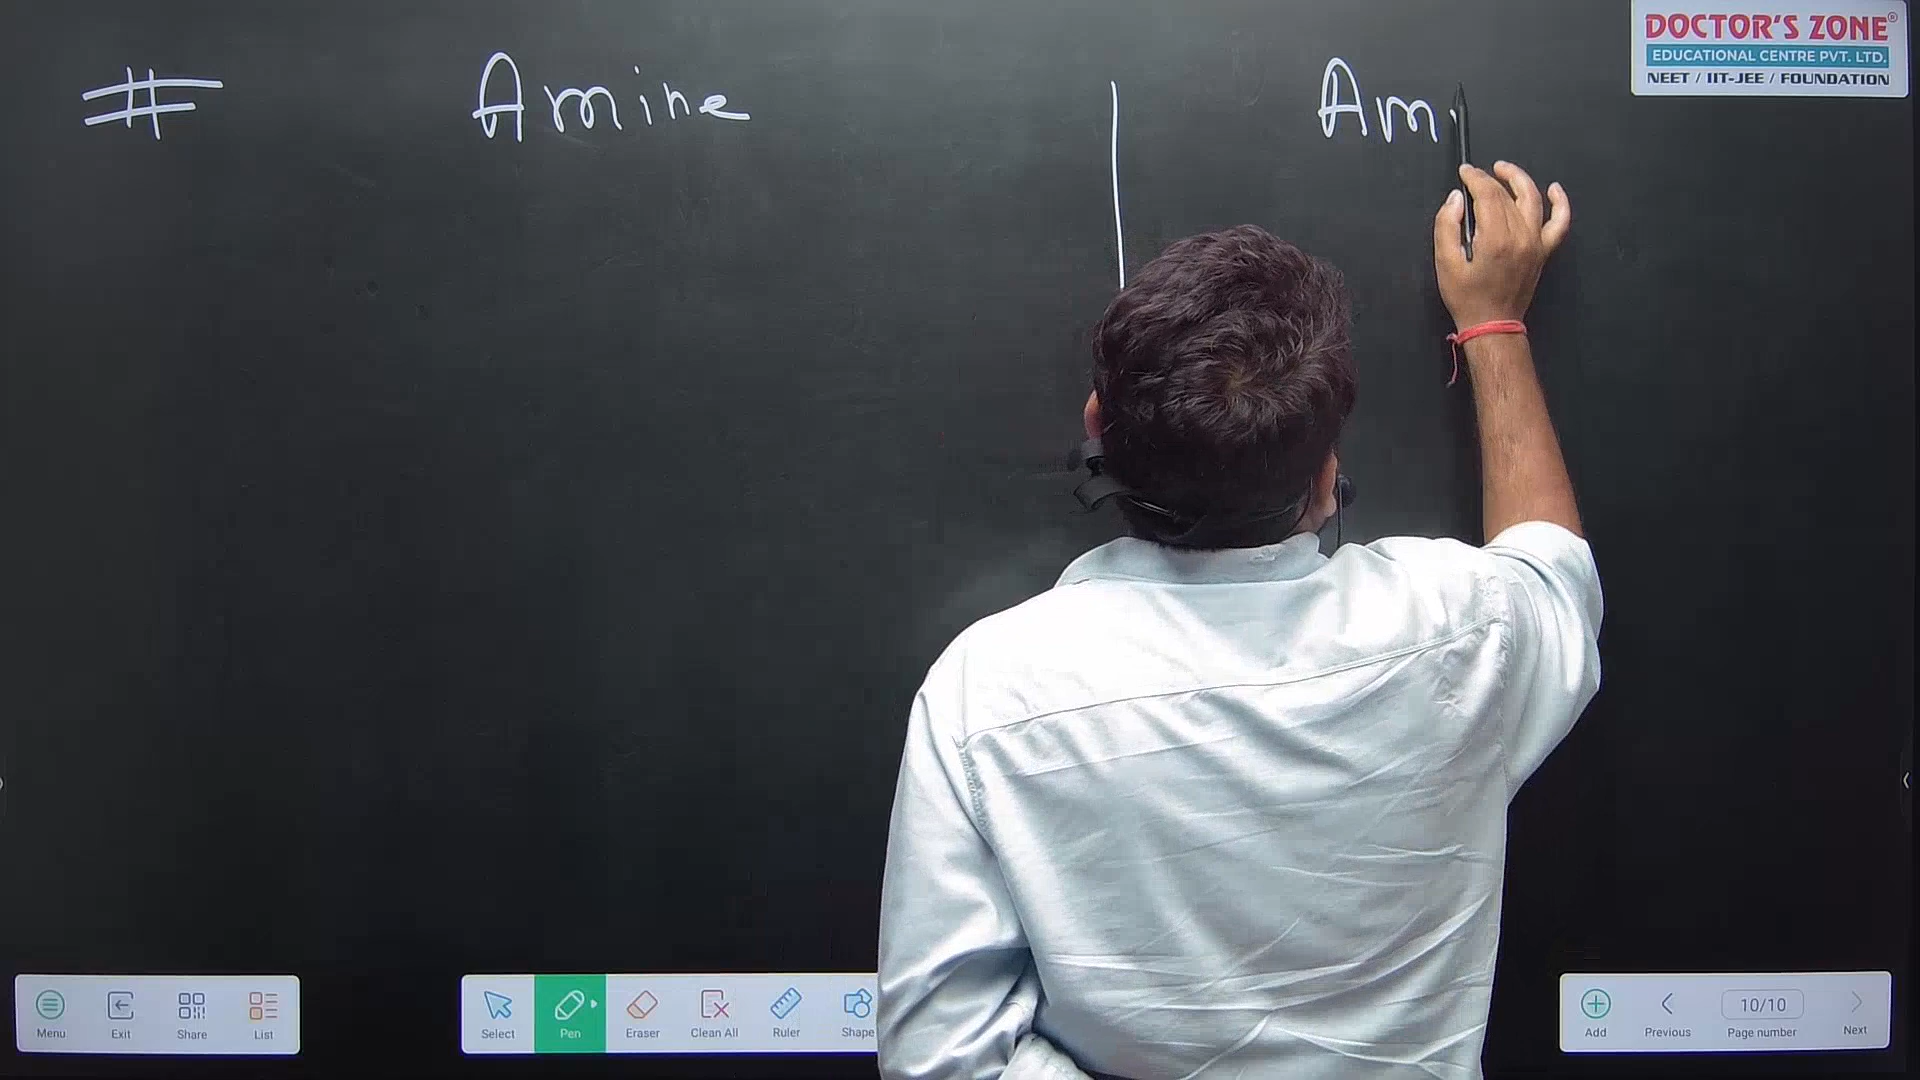 # Amine Am
DOCTOR'S ZONE®
EDUCATIONAL CENTRE PVT. LTD.
NEET / IIT-JEE / FOUNDATION
Menu Exit Share List
Select Pen Eraser Clean All Ruler Shape
Add Previous 10/10 Page number Next